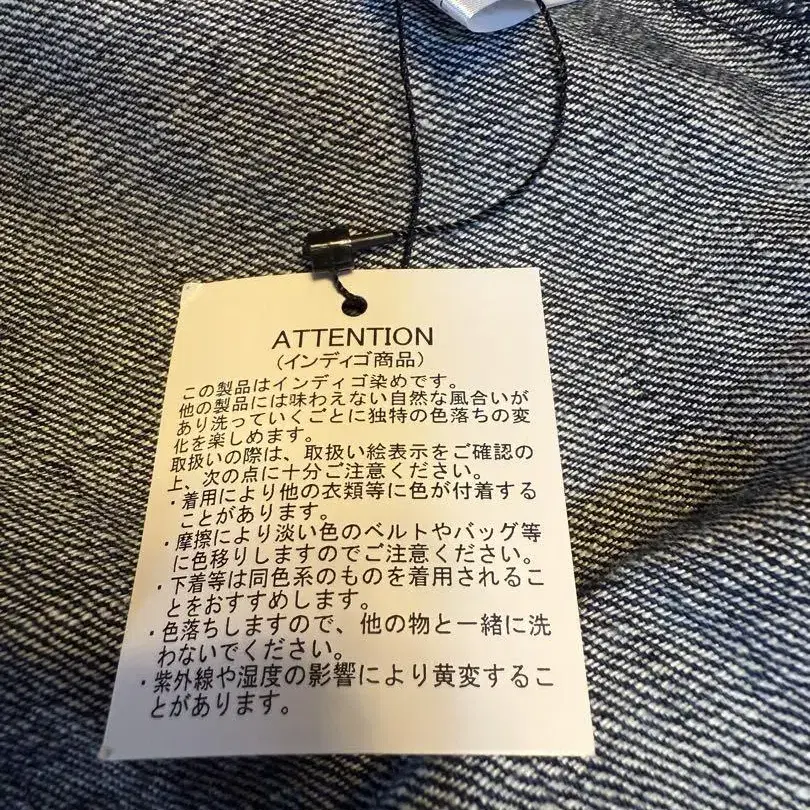 ATTENTION
(インディゴ商品)
この製品はインディゴ染めです。
他の製品には味わえない自然な風合いが
あり洗っていくごとに独特の色落ちの変
化を楽しめます。
取扱いの際は、取扱い絵表示をご確認の
上、次の点に十分ご注意ください。
・着用により他の衣類等に色が付着する
ことがあります。
・摩擦により淡い色のベルトやバッグ等
に色移りしますのでご注意ください。
・下着等は同色系のものを着用されるこ
とをおすすめします。
・色落ちしますので、他の物と一緒に洗
わないでください。
・紫外線や湿度の影響により黄変するこ
とがあります。